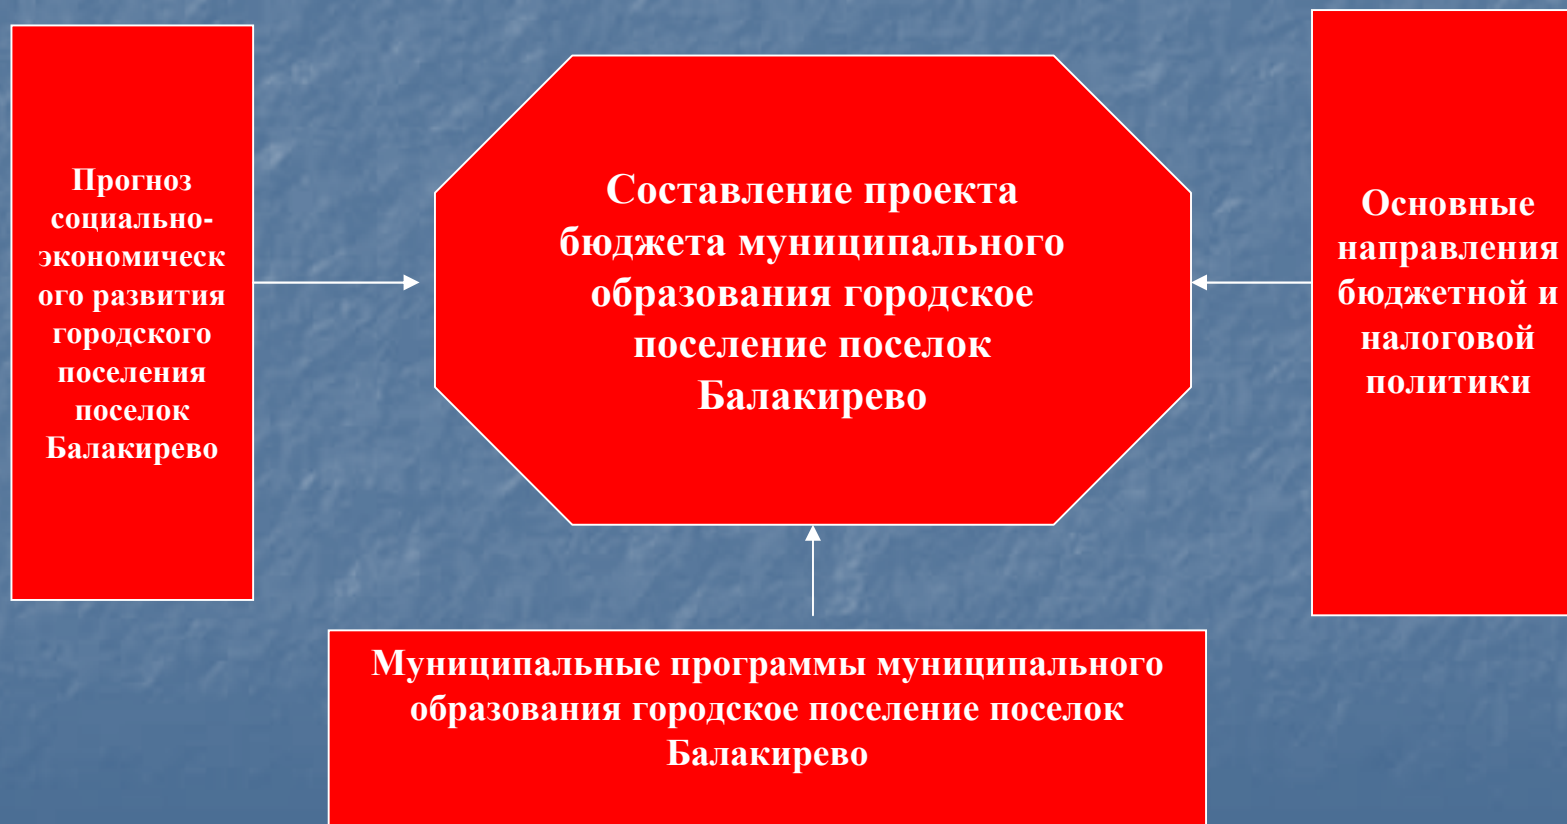 Прогноз
социально-
экономическ
ого развития
городского
поселения
поселок
Балакирево
Составление проекта
бюджета муниципального
образования городское
поселение поселок
Балакирево
Основные
направления
бюджетной и
налоговой
политики
Муниципальные программы муниципального
образования городское поселение поселок
Балакирево